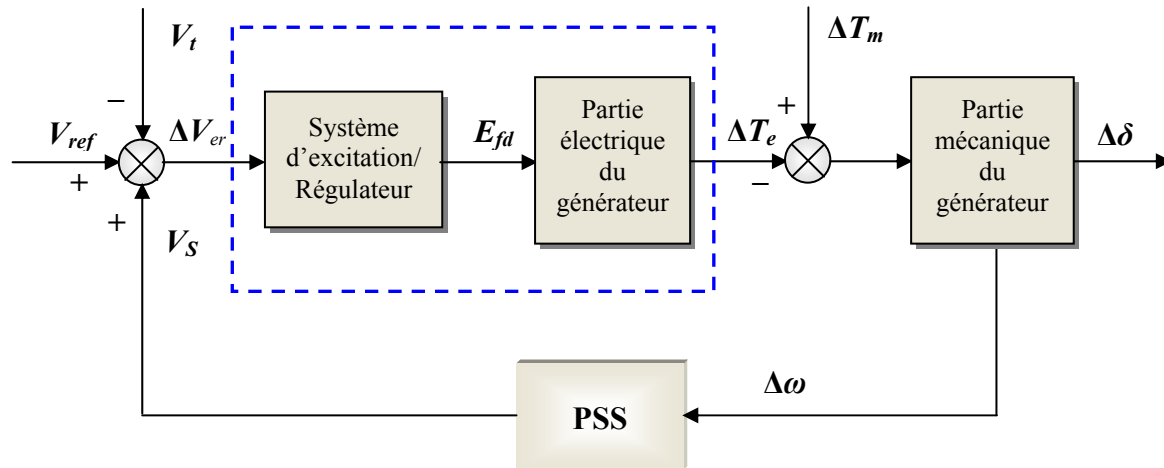 V_t
ΔT_m
–
+
V_ref
ΔV_er
+
+
V_S
Système
d’excitation/
Régulateur
E_fd
Partie
électrique
du
générateur
ΔT_e
–
Partie
mécanique
du
générateur
Δδ
Δω
PSS